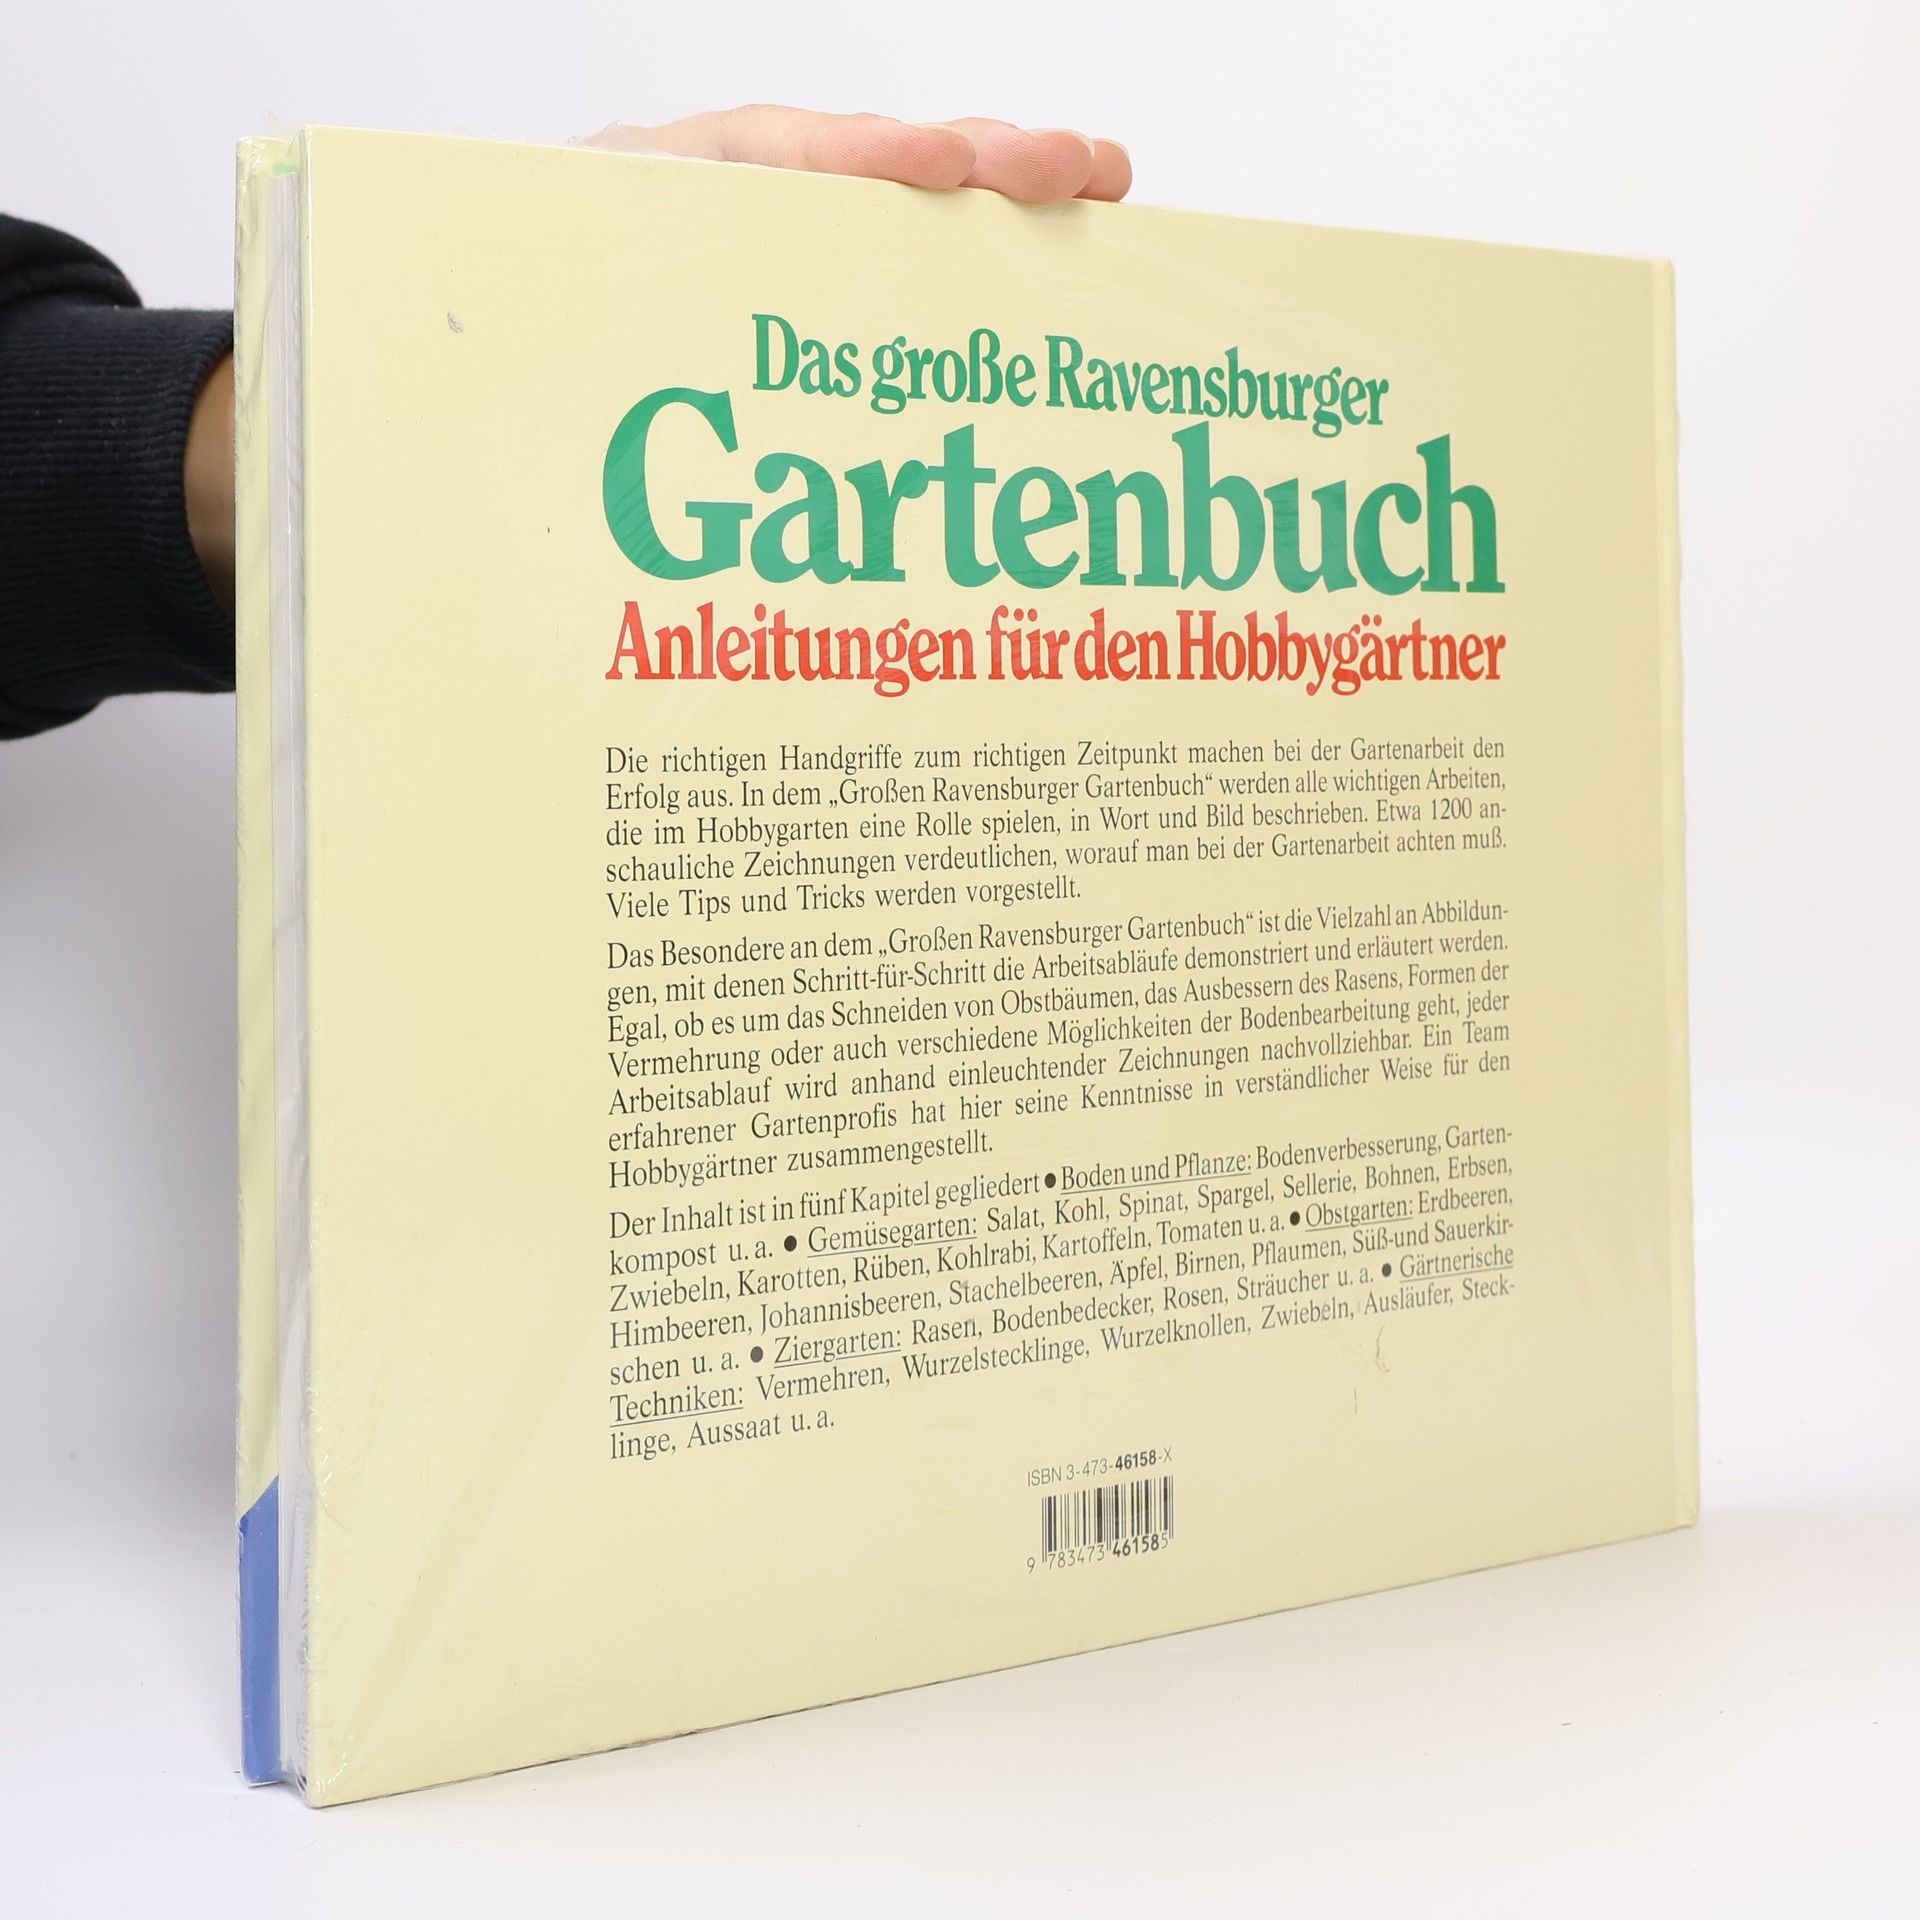 Das große Ravensburger
Gartenbuch
Anleitungen für den Hobbygärtner
Die richtigen Handgriffe zum richtigen Zeitpunkt machen bei der Gartenarbeit den
Erfolg aus. In dem „Großen Ravensburger Gartenbuch“ werden alle wichtigen Arbeiten,
die im Hobbygarten eine Rolle spielen, in Wort und Bild beschrieben. Etwa 1200 an-
schauliche Zeichnungen verdeutlichen, worauf man bei der Gartenarbeit achten muß.
Viele Tips und Tricks werden vorgestellt.
Das Besondere an dem „Großen Ravensburger Gartenbuch“ ist die Vielzahl an Abbildun-
gen, mit denen Schritt-für-Schritt die Arbeitsabläufe demonstriert und erläutert werden.
Egal, ob es um das Schneiden von Obstbäumen, das Ausbessern des Rasens, Formen der
Vermehrung oder auch verschiedene Möglichkeiten der Bodenbearbeitung geht, jeder
Arbeitsablauf wird anhand einleuchtender Zeichnungen nachvollziehbar. Ein Team
erfahrener Gartenprofis hat hier seine Kenntnisse in verständlicher Weise für den
Hobbygärtner zusammengestellt.
Der Inhalt ist in fünf Kapitel gegliedert ● Boden und Pflanze: Bodenverbesserung, Garten-
kompost u. a. ● Gemüsegarten: Salat, Kohl, Spinat, Spargel, Sellerie, Bohnen, Erbsen,
Zwiebeln, Karotten, Rüben, Kohlrabi, Kartoffeln, Tomaten u. a. ● Obstgarten: Erdbeeren,
Himbeeren, Johannisbeeren, Stachelbeeren, Äpfel, Birnen, Pflaumen, Süß-und Sauerkir-
schen u. a. ● Ziergarten: Rasen, Bodenbedecker, Rosen, Sträucher u. a. ● Gärtnerische
Techniken: Vermehren, Wurzelstecklinge, Wurzelknollen, Zwiebeln, Ausläufer, Steck-
linge, Aussaat u. a.
ISBN 3-473-46158-X
9 783473 461585